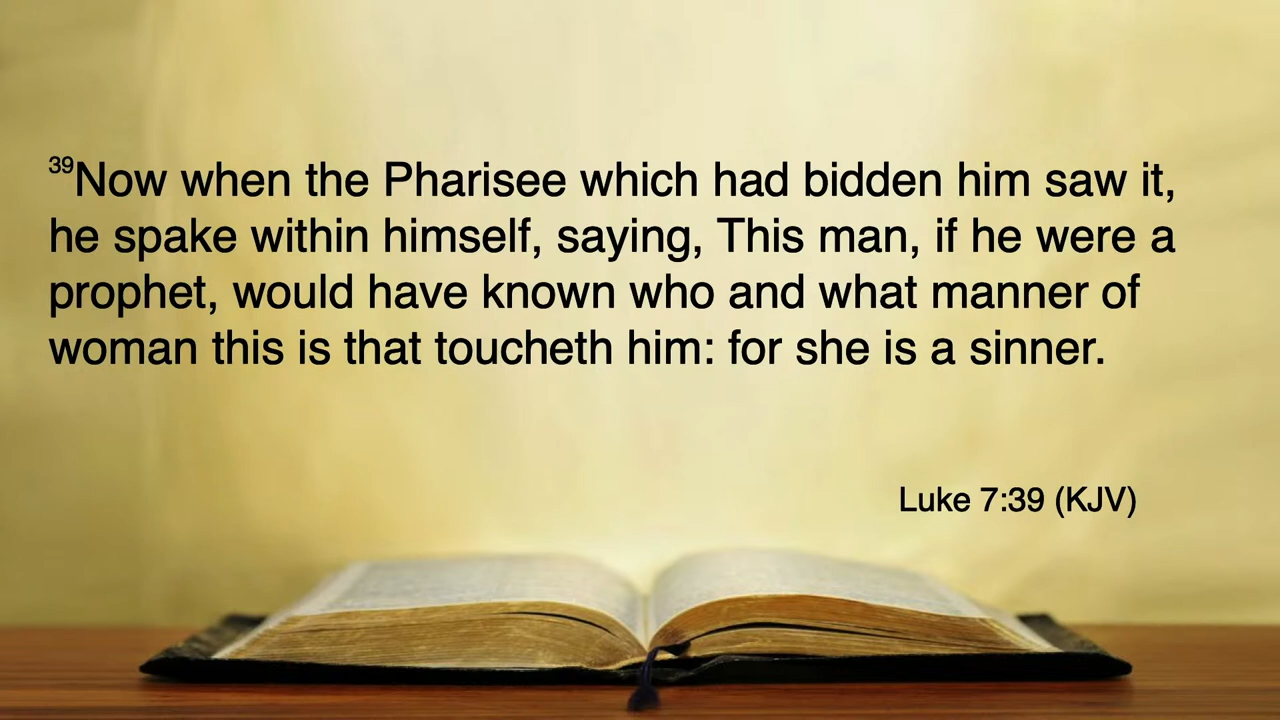 39Now when the Pharisee which had bidden him saw it,
he spake within himself, saying, This man, if he were a
prophet, would have known who and what manner of
woman this is that toucheth him: for she is a sinner.
Luke 7:39 (KJV)